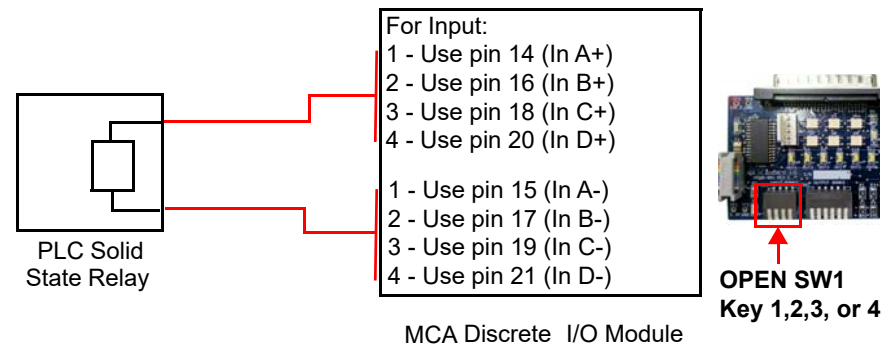 For Input:
1 - Use pin 14 (In A+)
2 - Use pin 16 (In B+)
3 - Use pin 18 (In C+)
4 - Use pin 20 (In D+)
1 - Use pin 15 (In A-)
2 - Use pin 17 (In B-)
3 - Use pin 19 (In C-)
4 - Use pin 21 (In D-)
PLC Solid
State Relay
OPEN SW1
Key 1,2,3, or 4
MCA Discrete I/O Module